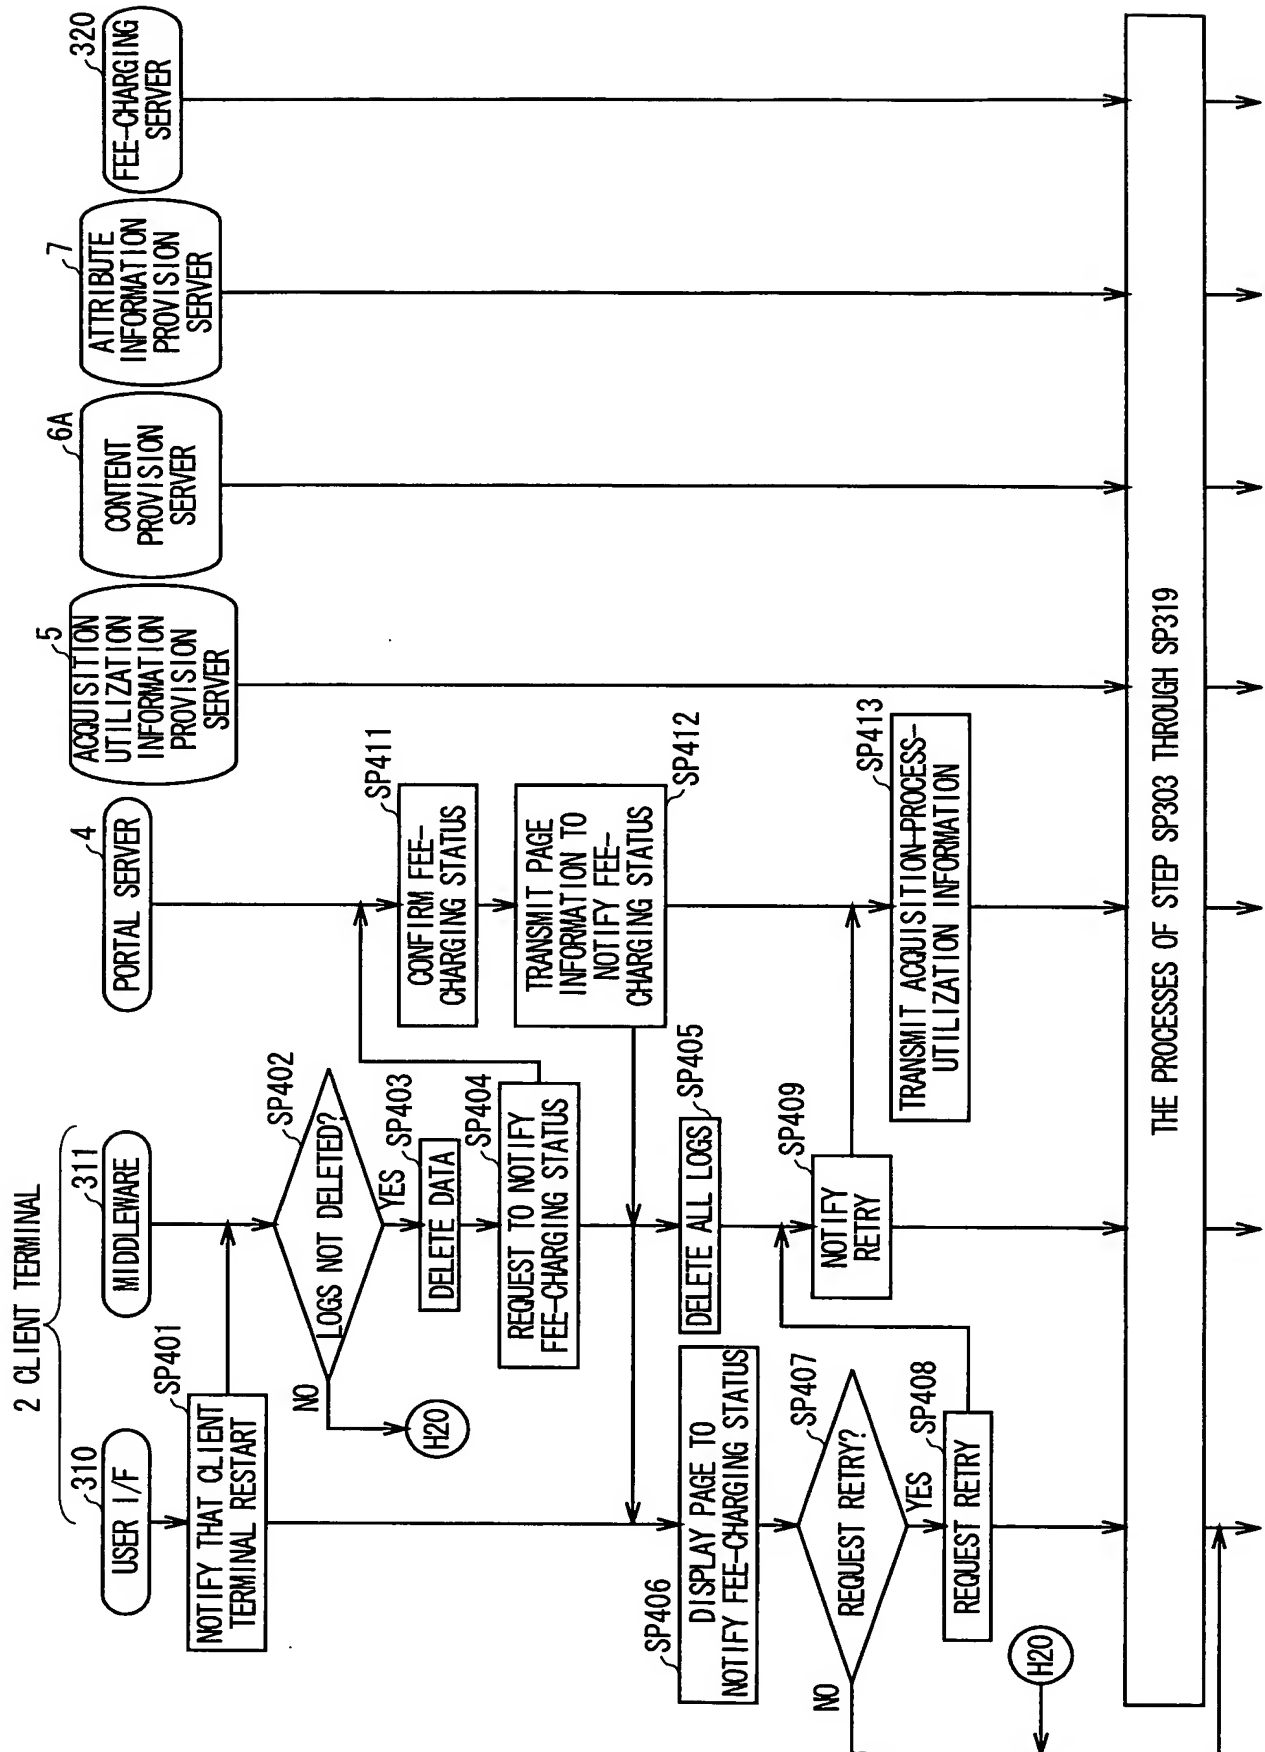 2 CLIENT TERMINAL
310
USER I/F
311
MIDDLEWARE
4
PORTAL SERVER
5
ACQUISITION
UTILIZATION
INFORMATION
PROVISION
SERVER
6A
CONTENT
PROVISION
SERVER
7
ATTRIBUTE
INFORMATION
PROVISION
SERVER
320
FEE-CHARGING
SERVER
SP401
NOTIFY THAT CLIENT
TERMINAL RESTART
SP402
LOGS NOT DELETED?
NO
H20
YES
SP403
DELETE DATA
SP404
REQUEST TO NOTIFY
FEE-CHARGING STATUS
SP411
CONFIRM FEE-
CHARGING STATUS
SP412
TRANSMIT PAGE
INFORMATION TO
NOTIFY FEE-
CHARGING STATUS
SP405
DELETE ALL LOGS
SP406
DISPLAY PAGE TO
NOTIFY FEE-CHARGING STATUS
SP407
REQUEST RETRY?
NO
YES
SP408
REQUEST RETRY
SP409
NOTIFY
RETRY
SP413
TRANSMIT ACQUISITION-PROCESS-
UTILIZATION INFORMATION
H20
THE PROCESSES OF STEP SP303 THROUGH SP319